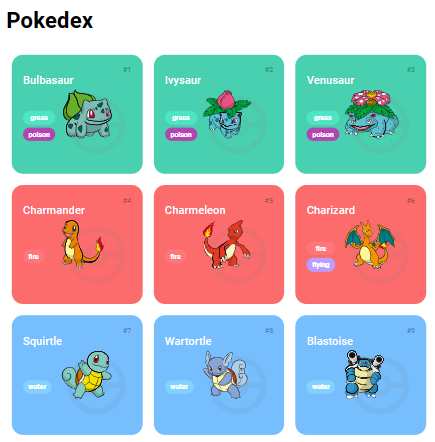 Pokedex
#1
Bulbasaur
grass
poison
#2
Ivysaur
grass
poison
#3
Venusaur
grass
poison
#4
Charmander
fire
#5
Charmeleon
fire
#6
Charizard
fire
flying
#7
Squirtle
water
#8
Wartortle
water
#9
Blastoise
water